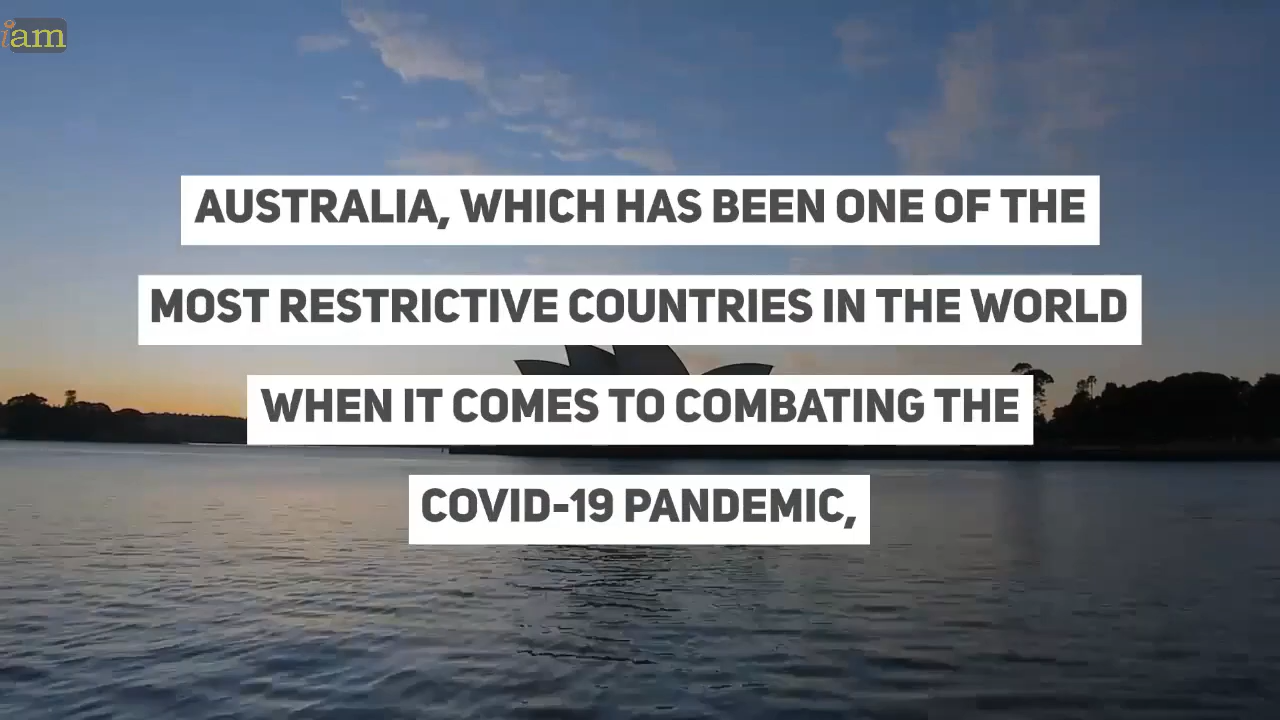 iam
AUSTRALIA, WHICH HAS BEEN ONE OF THE
MOST RESTRICTIVE COUNTRIES IN THE WORLD
WHEN IT COMES TO COMBATING THE
COVID-19 PANDEMIC,